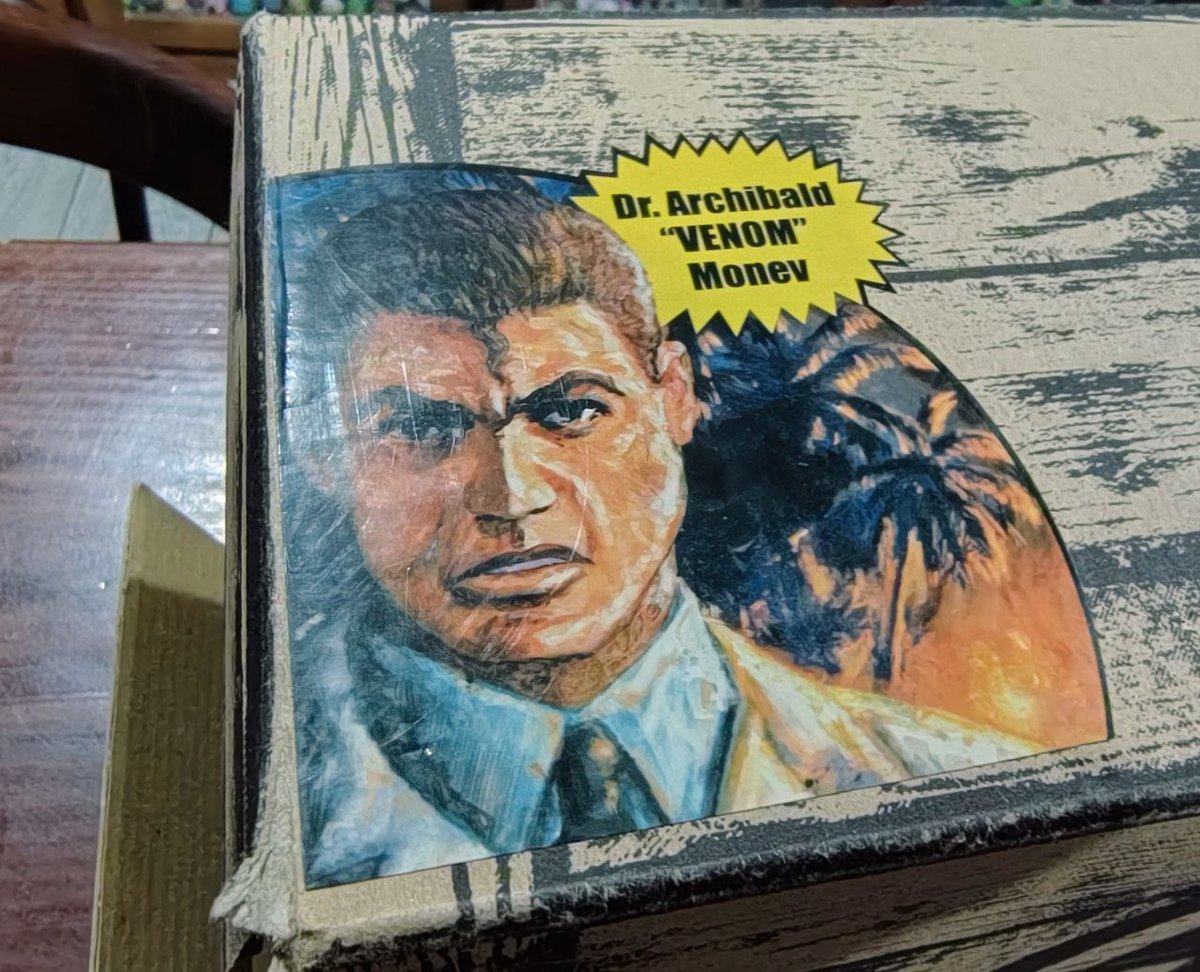 Dr. Archibald
“VENOM”
Monev